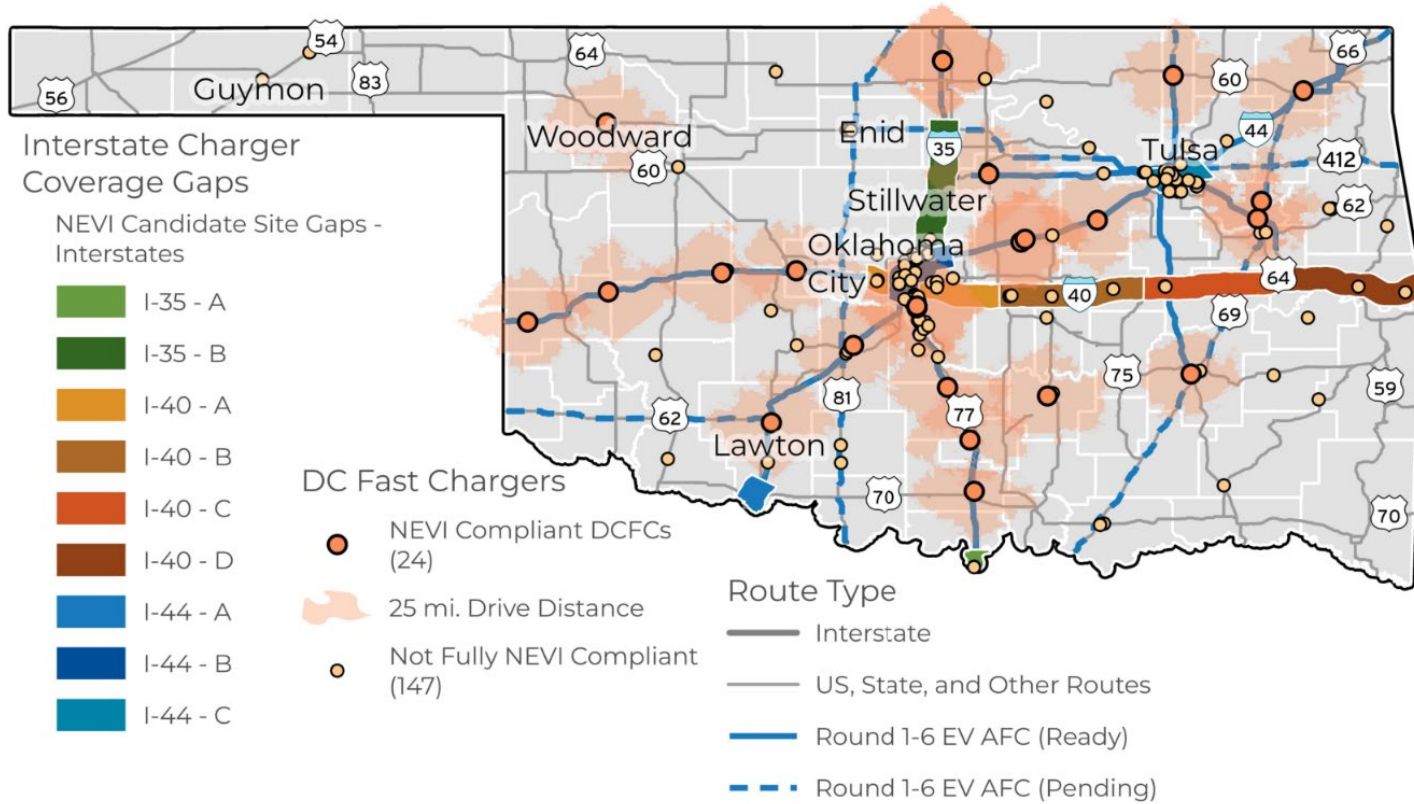 54
64
66
56
Guymon
83
60
Woodward
Enid
35
44
Tulsa
60
412
Stillwater
62
Oklahoma
City
40
64
69
81
77
75
59
62
Lawton
70
70
Interstate Charger
Coverage Gaps
NEVI Candidate Site Gaps -
Interstates
I-35 - A
I-35 - B
I-40 - A
I-40 - B
I-40 - C
I-40 - D
I-44 - A
I-44 - B
I-44 - C
DC Fast Chargers
NEVI Compliant DCFCs
(24)
25 mi. Drive Distance
Not Fully NEVI Compliant
(147)
Route Type
Interstate
US, State, and Other Routes
Round 1-6 EV AFC (Ready)
Round 1-6 EV AFC (Pending)